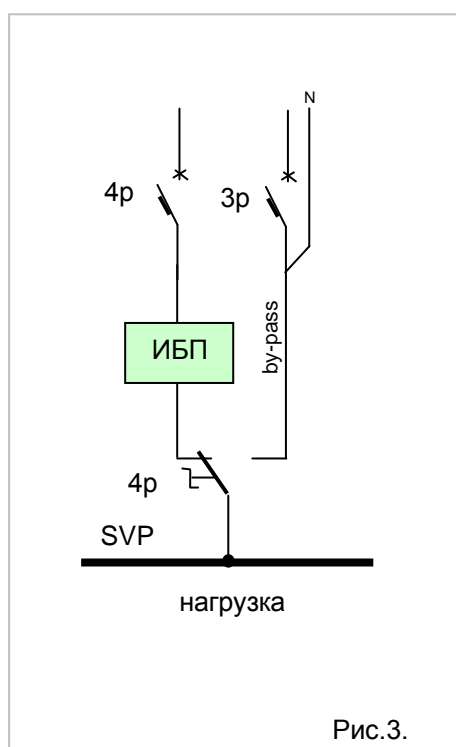 N
4р
3р
ИБП
by-pass
4р
SVP
нагрузка
Рис.3.